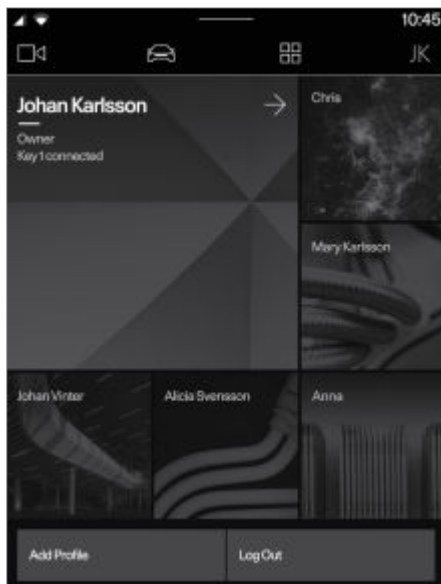 10:45
JK
Johan Karlsson
Owner
Key 1 connected
Chris
Mary Karlsson
Johan Vinter
Alicia Svensson
Anna
Add Profile
Log Out